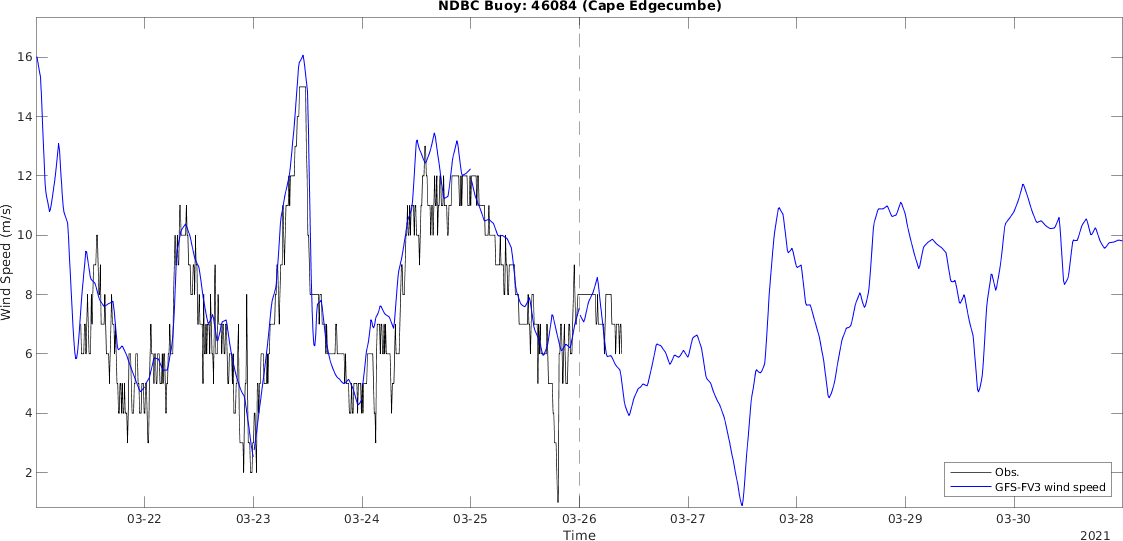 NDBC Buoy: 46084 (Cape Edgecumbe)
Wind Speed (m/s)
16
14
12
10
8
6
4
2
Obs.
GFS-FV3 wind speed
03-22 03-23 03-24 03-25 03-26 03-27 03-28 03-29 03-30
Time
2021